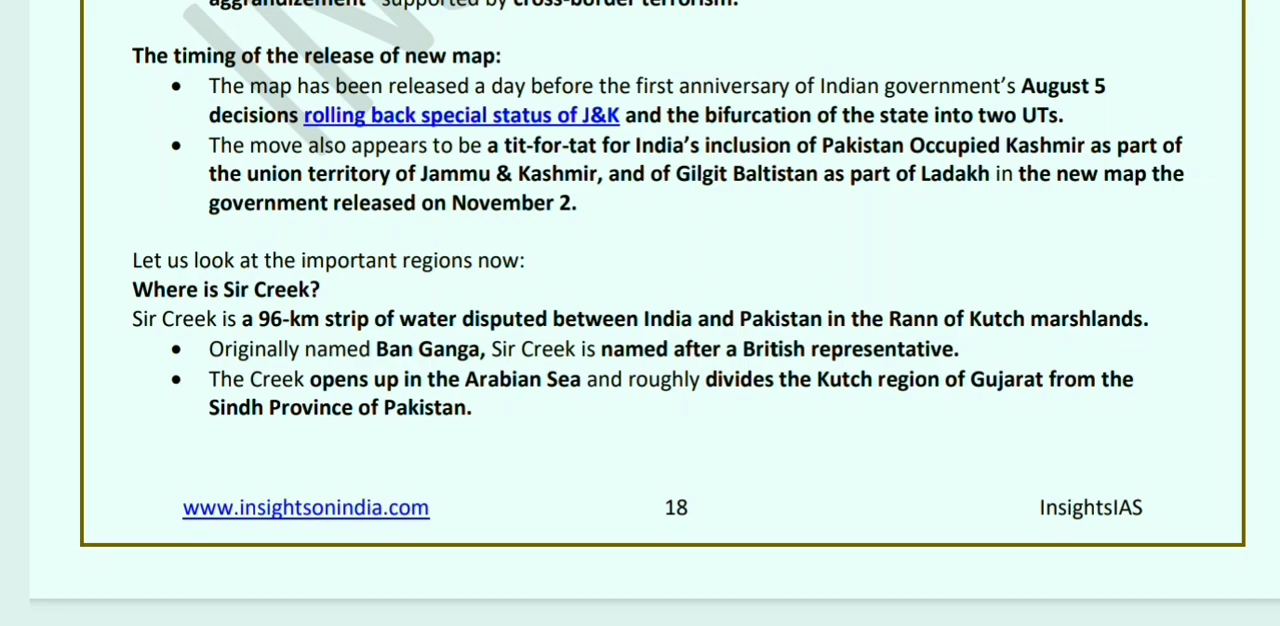 aggrandizement" supported by cross-border terrorism.
The timing of the release of new map:
• The map has been released a day before the first anniversary of Indian government's August 5
decisions rolling back special status of J&K and the bifurcation of the state into two UTs.
• The move also appears to be a tit-for-tat for India's inclusion of Pakistan Occupied Kashmir as part of
the union territory of Jammu & Kashmir, and of Gilgit Baltistan as part of Ladakh in the new map the
government released on November 2.
Let us look at the important regions now:
Where is Sir Creek?
Sir Creek is a 96-km strip of water disputed between India and Pakistan in the Rann of Kutch marshlands.
• Originally named Ban Ganga, Sir Creek is named after a British representative.
• The Creek opens up in the Arabian Sea and roughly divides the Kutch region of Gujarat from the
Sindh Province of Pakistan.
www.insightsonindia.com 18 InsightsIAS